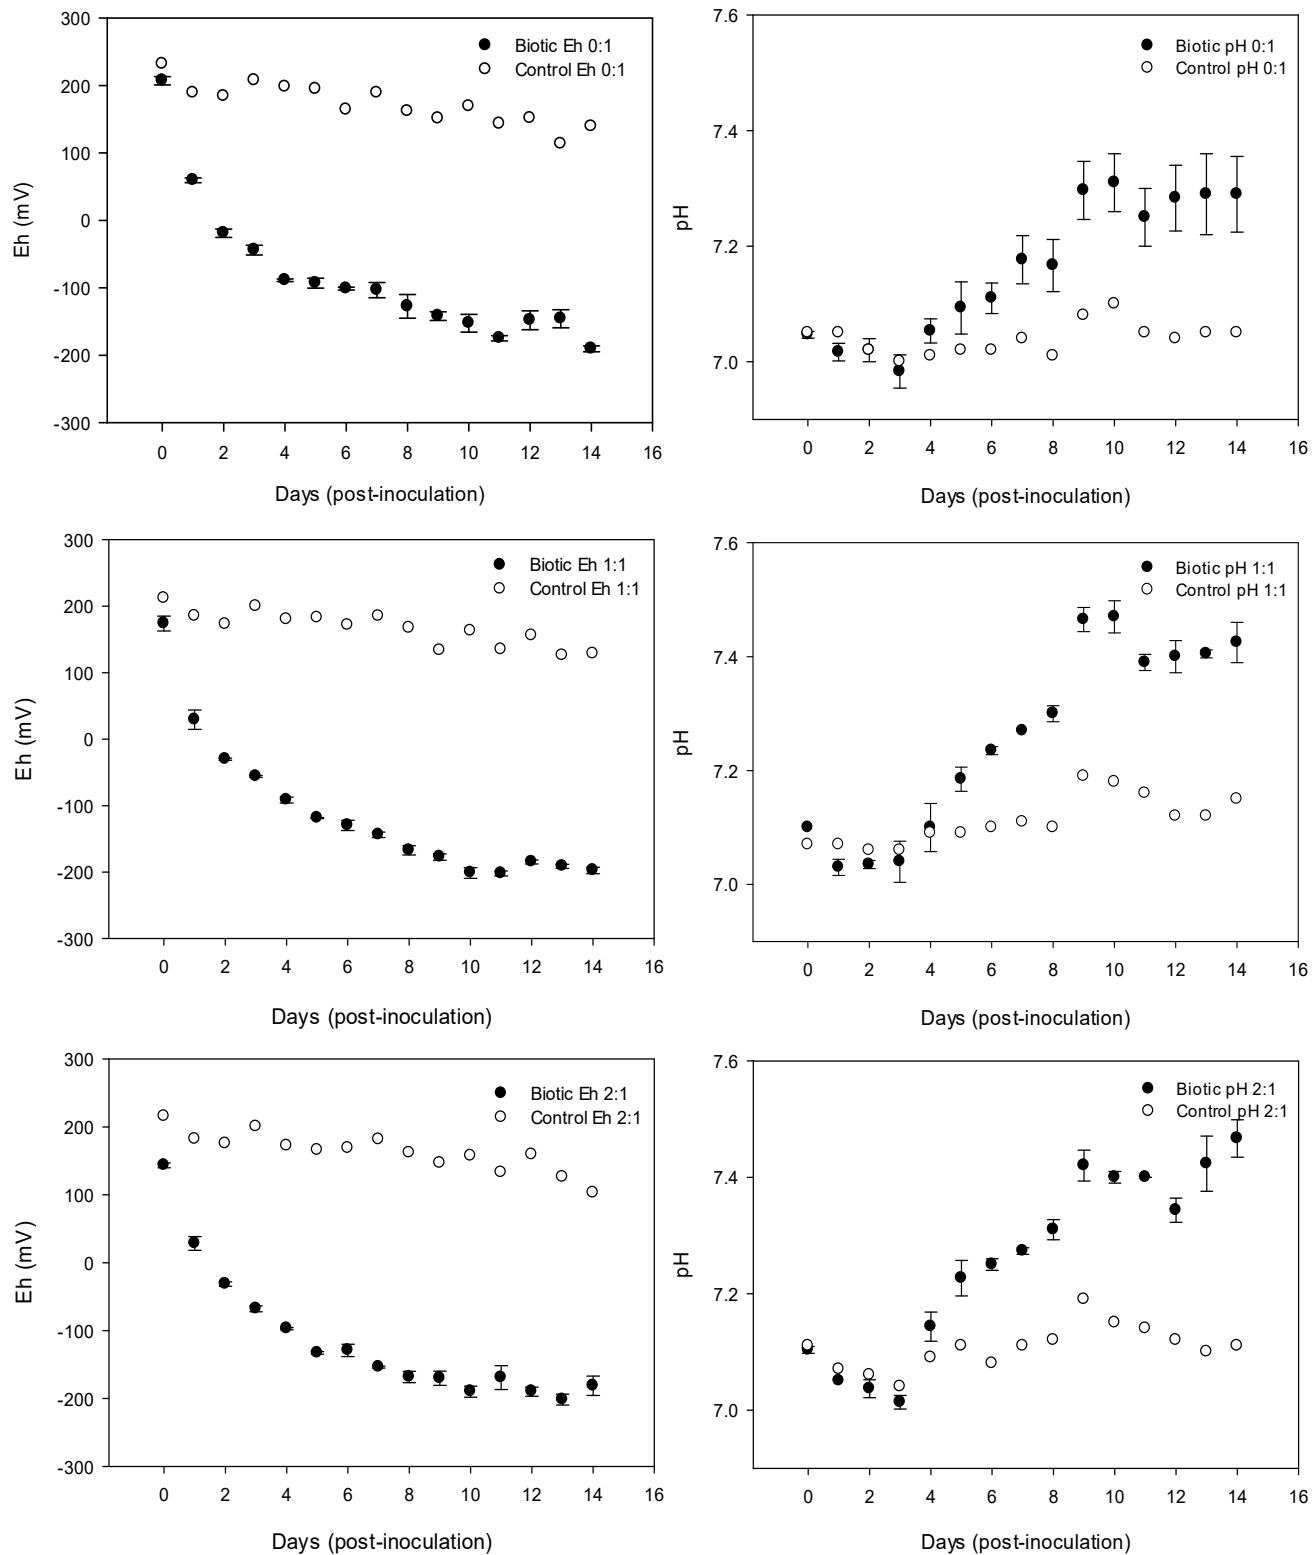 300
200
100
0
-100
-200
-300
Eh (mV)
Biotic Eh 0:1
Control Eh 0:1
0 2 4 6 8 10 12 14 16
Days (post-inoculation)
7.6
7.4
7.2
7.0
pH
Biotic pH 0:1
Control pH 0:1
0 2 4 6 8 10 12 14 16
Days (post-inoculation)
300
200
100
0
-100
-200
-300
Eh (mV)
Biotic Eh 1:1
Control Eh 1:1
0 2 4 6 8 10 12 14 16
Days (post-inoculation)
7.6
7.4
7.2
7.0
pH
Biotic pH 1:1
Control pH 1:1
0 2 4 6 8 10 12 14 16
Days (post-inoculation)
300
200
100
0
-100
-200
-300
Eh (mV)
Biotic Eh 2:1
Control Eh 2:1
0 2 4 6 8 10 12 14 16
Days (post-inoculation)
7.6
7.4
7.2
7.0
pH
Biotic pH 2:1
Control pH 2:1
0 2 4 6 8 10 12 14 16
Days (post-inoculation)